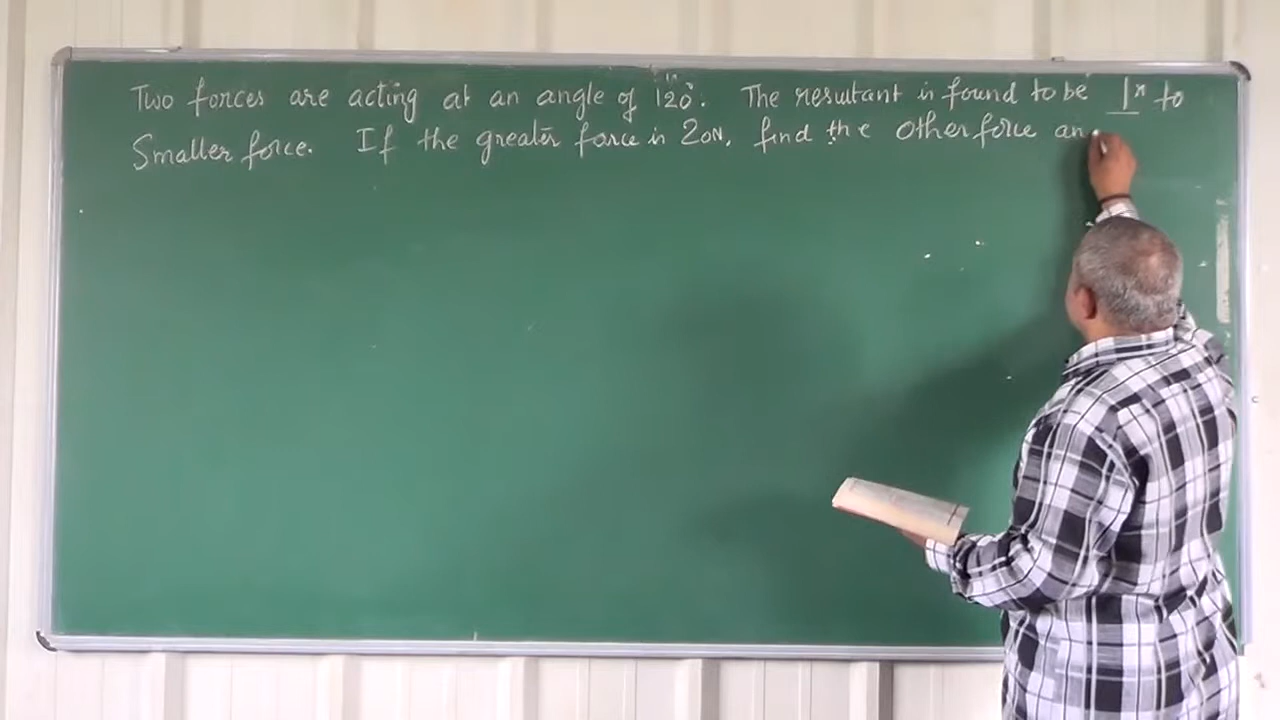 Two forces are acting at an angle of 120°. The resultant is found to be ⊥r to
Smaller force. If the greater force is 20N, find the other force an